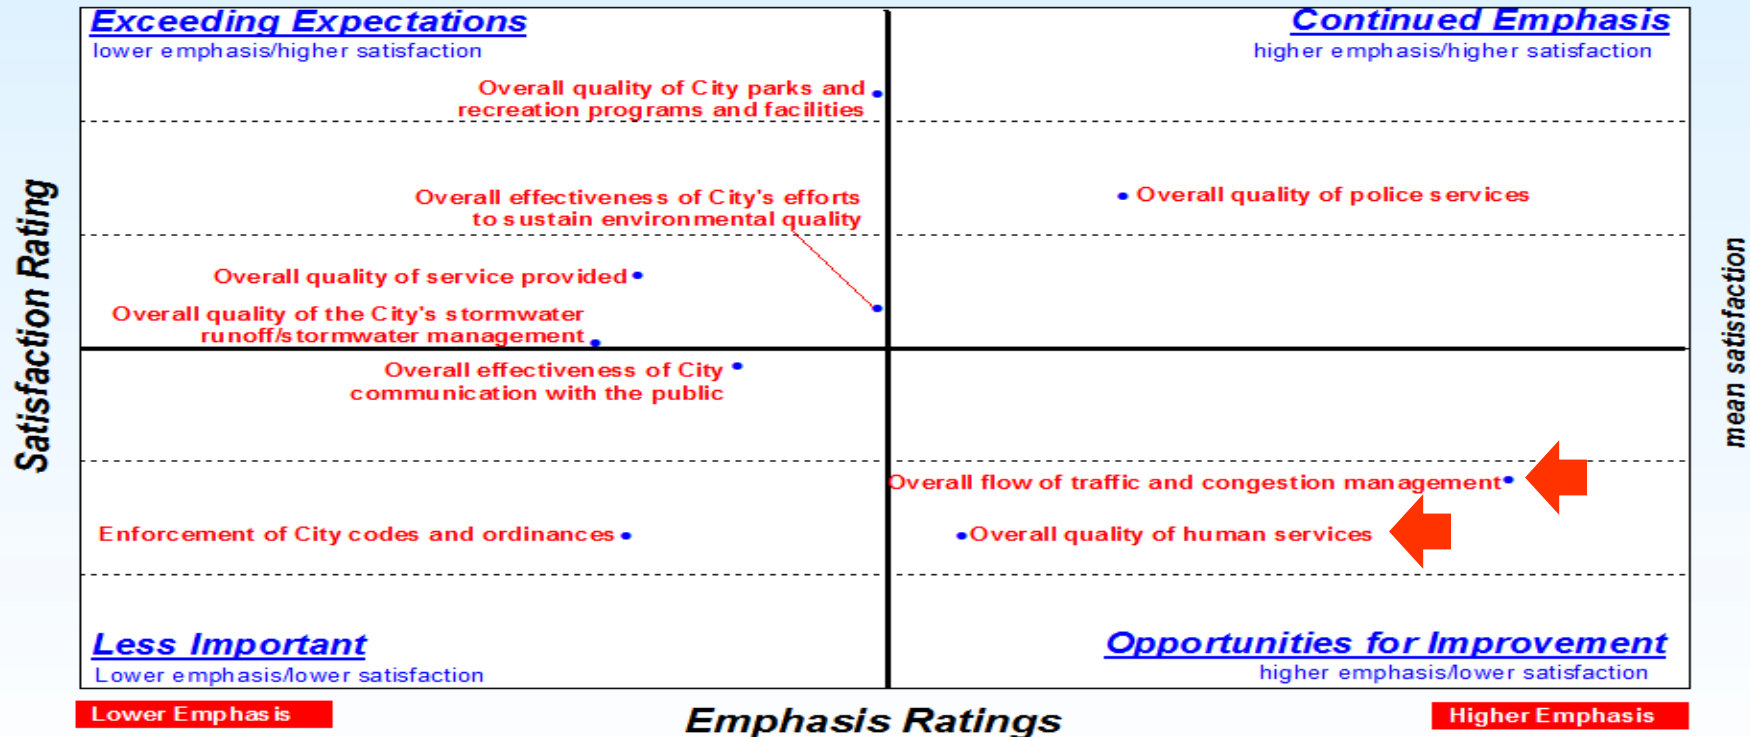 Exceeding Expectations
lower emphasis/higher satisfaction
Continued Emphasis
higher emphasis/higher satisfaction
Overall quality of City parks and
recreation programs and facilities
Overall effectiveness of City's efforts
to sustain environmental quality
Overall quality of police services
Overall quality of service provided
Overall quality of the City's stormwater
runoff/stormwater management
Overall effectiveness of City
communication with the public
Overall flow of traffic and congestion management
Enforcement of City codes and ordinances
Overall quality of human services
Less Important
Lower emphasis/lower satisfaction
Opportunities for Improvement
higher emphasis/lower satisfaction
Satisfaction Rating
mean satisfaction
Lower Emphasis
Emphasis Ratings
Higher Emphasis